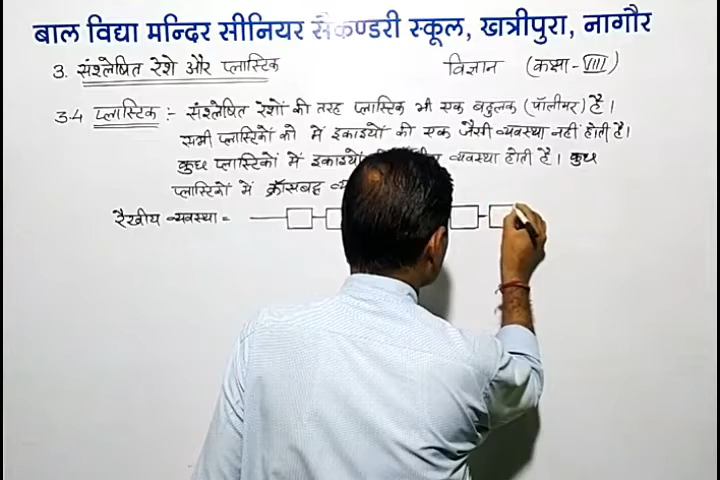 बाल विद्या मन्दिर सीनियर सैकण्डरी स्कूल, खत्रीपुरा, नागौर
3. संश्लेषित रेशे और प्लास्टिक विज्ञान (कक्षा-VIII)
3.4 प्लास्टिक :- संश्लेषित रेशों की तरह प्लास्टिक भी एक बहुलक (पॉलीमर) है।
सभी प्लास्टिकों को में इकाइयों की एक जैसी व्यवस्था नहीं होती है।
कुछ प्लास्टिकों में इकाइयों व्यवस्था होती है। कुछ
प्लास्टिकों में क्रॉसबद्ध
रैखीय व्यवस्था =